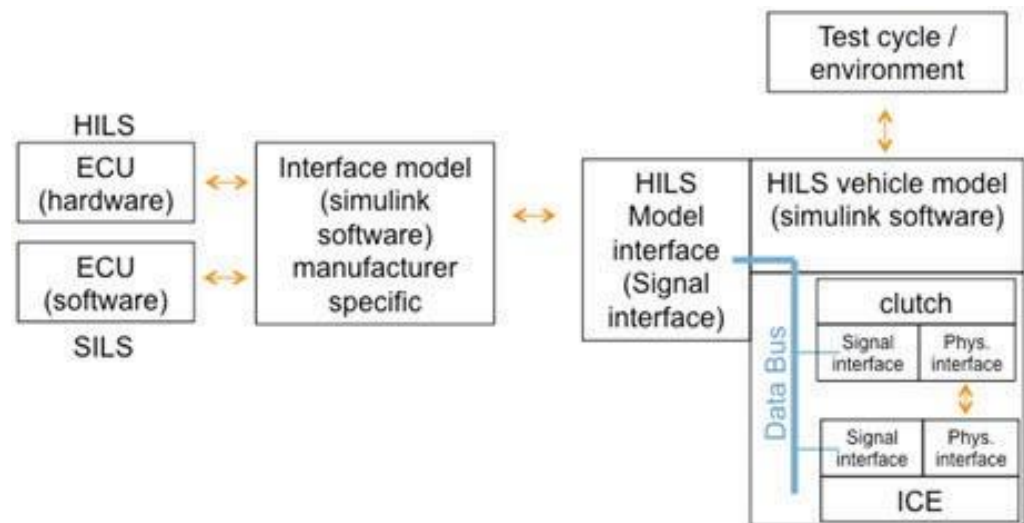 HILS
ECU
(hardware)
ECU
(software)
SILS
Interface model
(simulink
software)
manufacturer
specific
Test cycle /
environment
HILS
Model
interface
(Signal
interface)
HILS vehicle model
(simulink software)
Data Bus
clutch
Signal
interface
Phys.
interface
Signal
interface
Phys.
interface
ICE